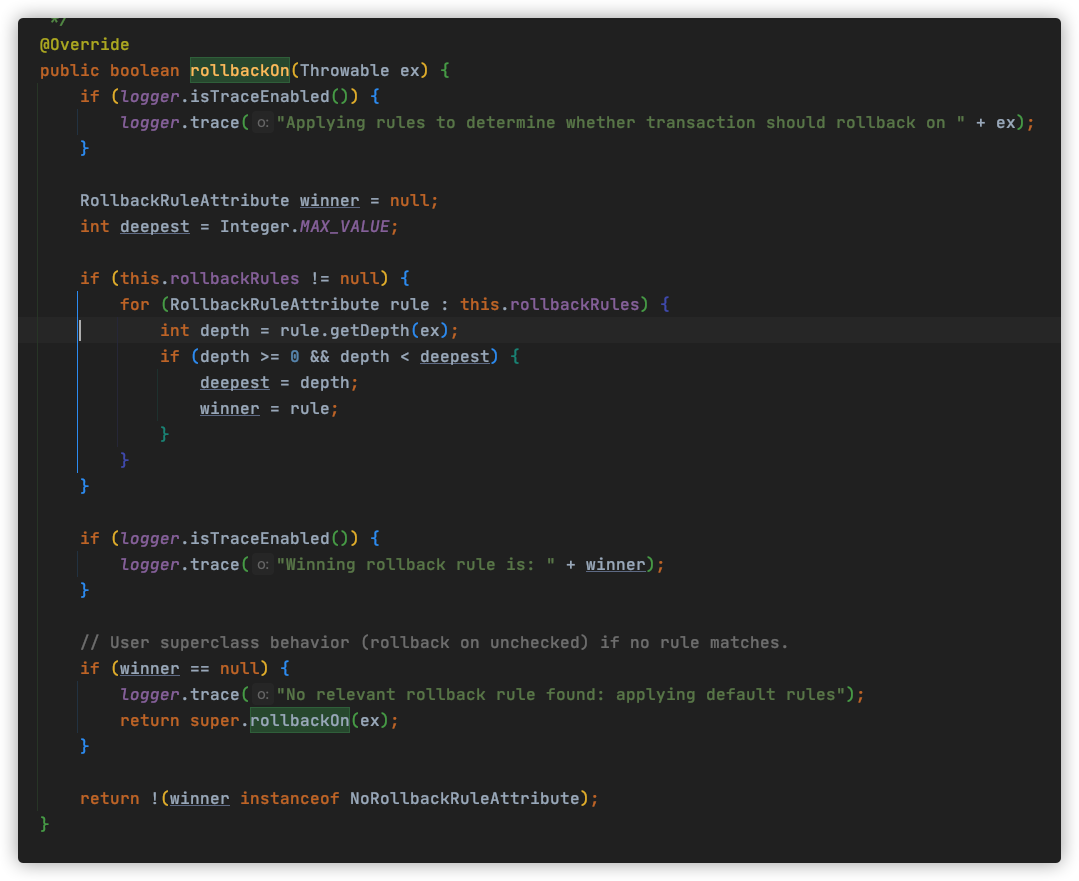 */
@Override
public boolean rollbackOn(Throwable ex) {
    if (logger.isTraceEnabled()) {
        logger.trace( o: "Applying rules to determine whether transaction should rollback on " + ex);
    }

    RollbackRuleAttribute winner = null;
    int deepest = Integer.MAX_VALUE;

    if (this.rollbackRules != null) {
        for (RollbackRuleAttribute rule : this.rollbackRules) {
            int depth = rule.getDepth(ex);
            if (depth >= 0 && depth < deepest) {
                deepest = depth;
                winner = rule;
            }
        }
    }

    if (logger.isTraceEnabled()) {
        logger.trace( o: "Winning rollback rule is: " + winner);
    }

    // User superclass behavior (rollback on unchecked) if no rule matches.
    if (winner == null) {
        logger.trace( o: "No relevant rollback rule found: applying default rules");
        return super.rollbackOn(ex);
    }

    return !(winner instanceof NoRollbackRuleAttribute);
}